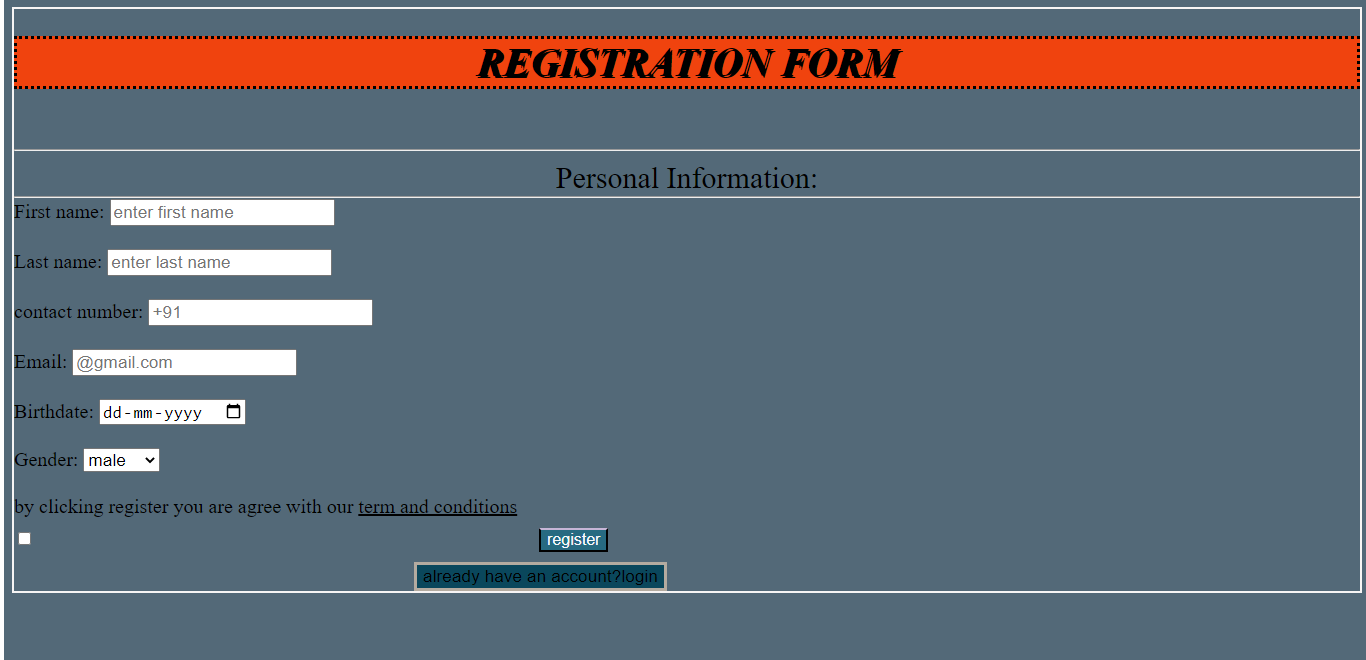 REGISTRATION FORM
Personal Information:
First name: enter first name
Last name: enter last name
contact number: +91
Email: @gmail.com
Birthdate: dd-mm-yyyy
Gender: male
by clicking register you are agree with our term and conditions
register
already have an account?login